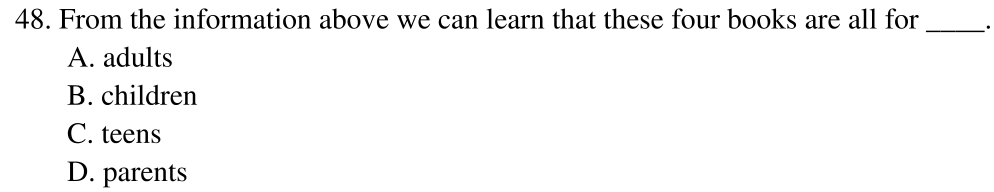 48. From the information above we can learn that these four books are all for ____.
A. adults
B. children
C. teens
D. parents